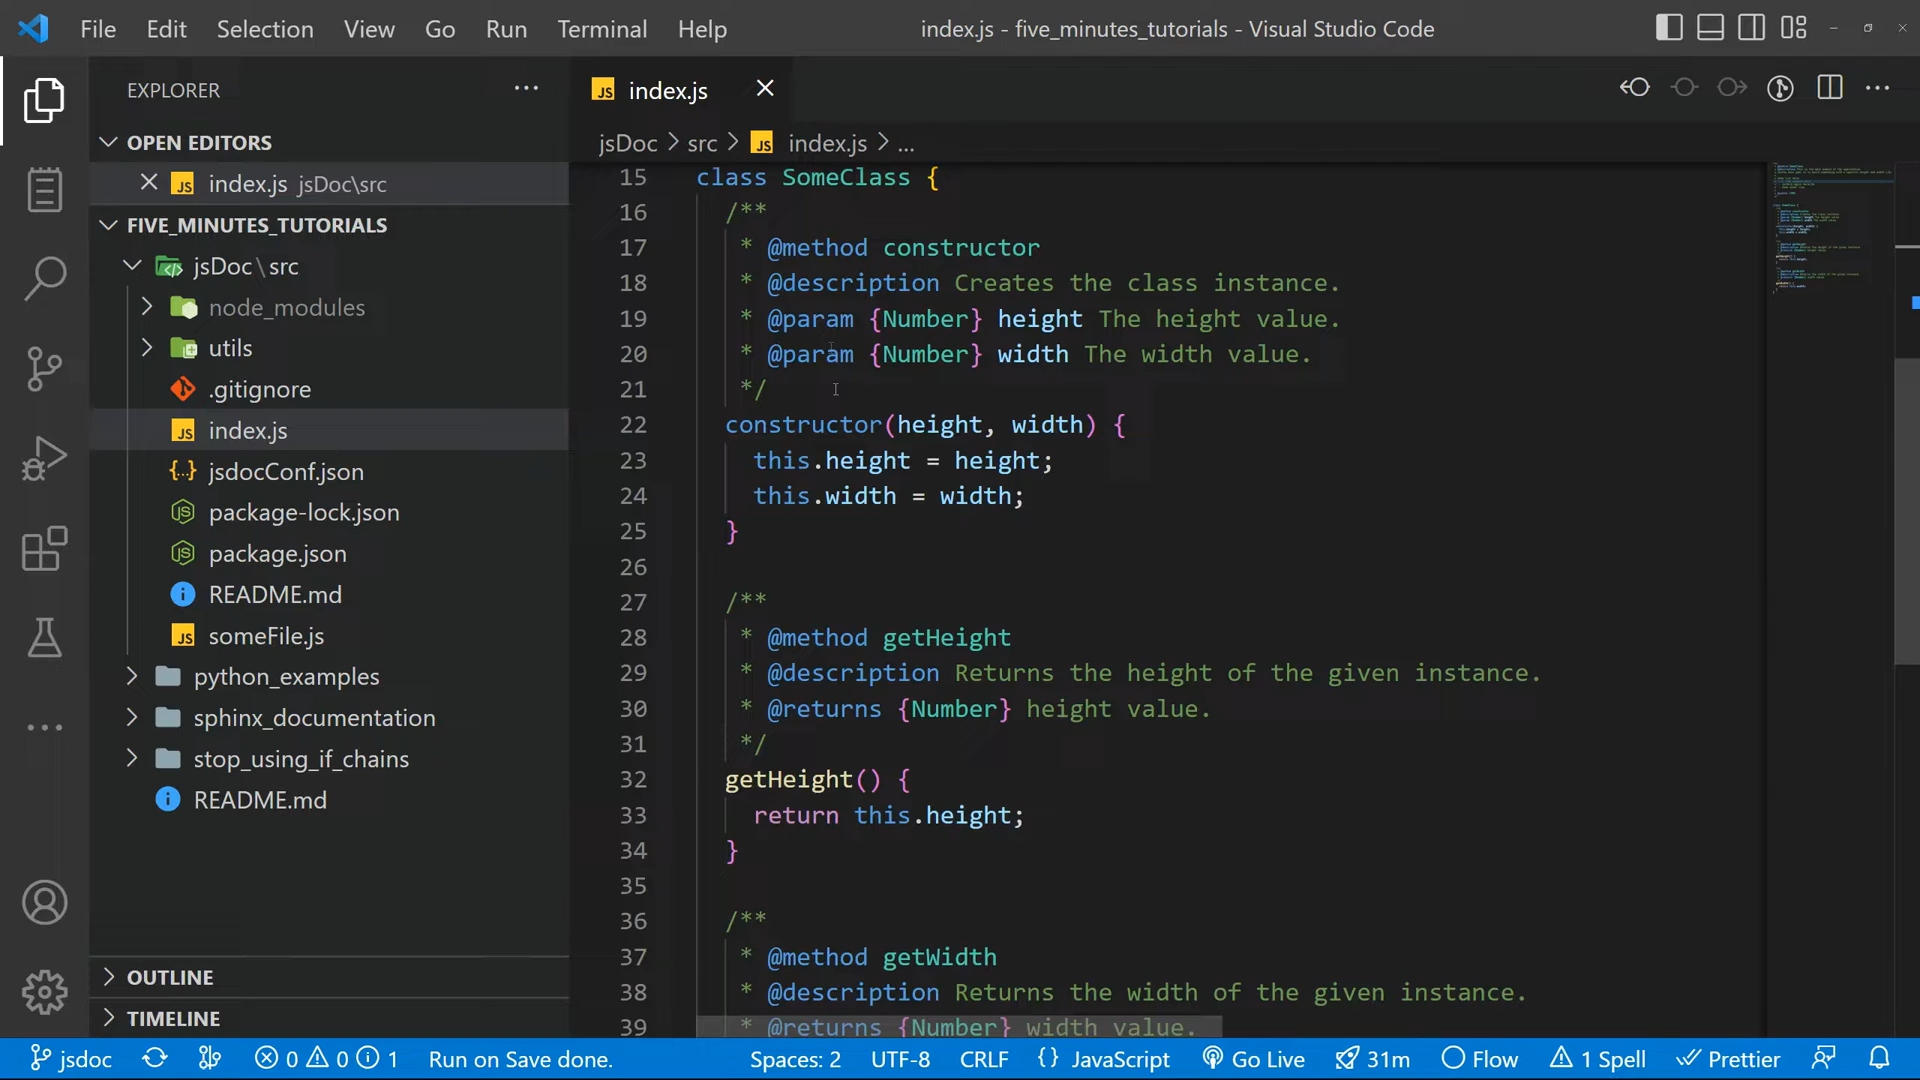 File Edit Selection View Go Run Terminal Help
index.js - five_minutes_tutorials - Visual Studio Code
EXPLORER
OPEN EDITORS
JS index.js jsDoc\src
FIVE_MINUTES_TUTORIALS
jsDoc \ src
node_modules
utils
.gitignore
JS index.js
{..} jsdocConf.json
package-lock.json
package.json
README.md
JS someFile.js
python_examples
sphinx_documentation
stop_using_if_chains
README.md
OUTLINE
TIMELINE
JS index.js
jsDoc > src > JS index.js > ...
15 class SomeClass {
16 /**
17 * @method constructor
18 * @description Creates the class instance.
19 * @param {Number} height The height value.
20 * @param {Number} width The width value.
21 */
22 constructor(height, width) {
23 this.height = height;
24 this.width = width;
25 }
26
27 /**
28 * @method getHeight
29 * @description Returns the height of the given instance.
30 * @returns {Number} height value.
31 */
32 getHeight() {
33 return this.height;
34 }
35
36 /**
37 * @method getWidth
38 * @description Returns the width of the given instance.
39 * @returns {Number} width value.
jsdoc 0 0 1 Run on Save done. Spaces: 2 UTF-8 CRLF {} JavaScript Go Live 31m Flow 1 Spell Prettier